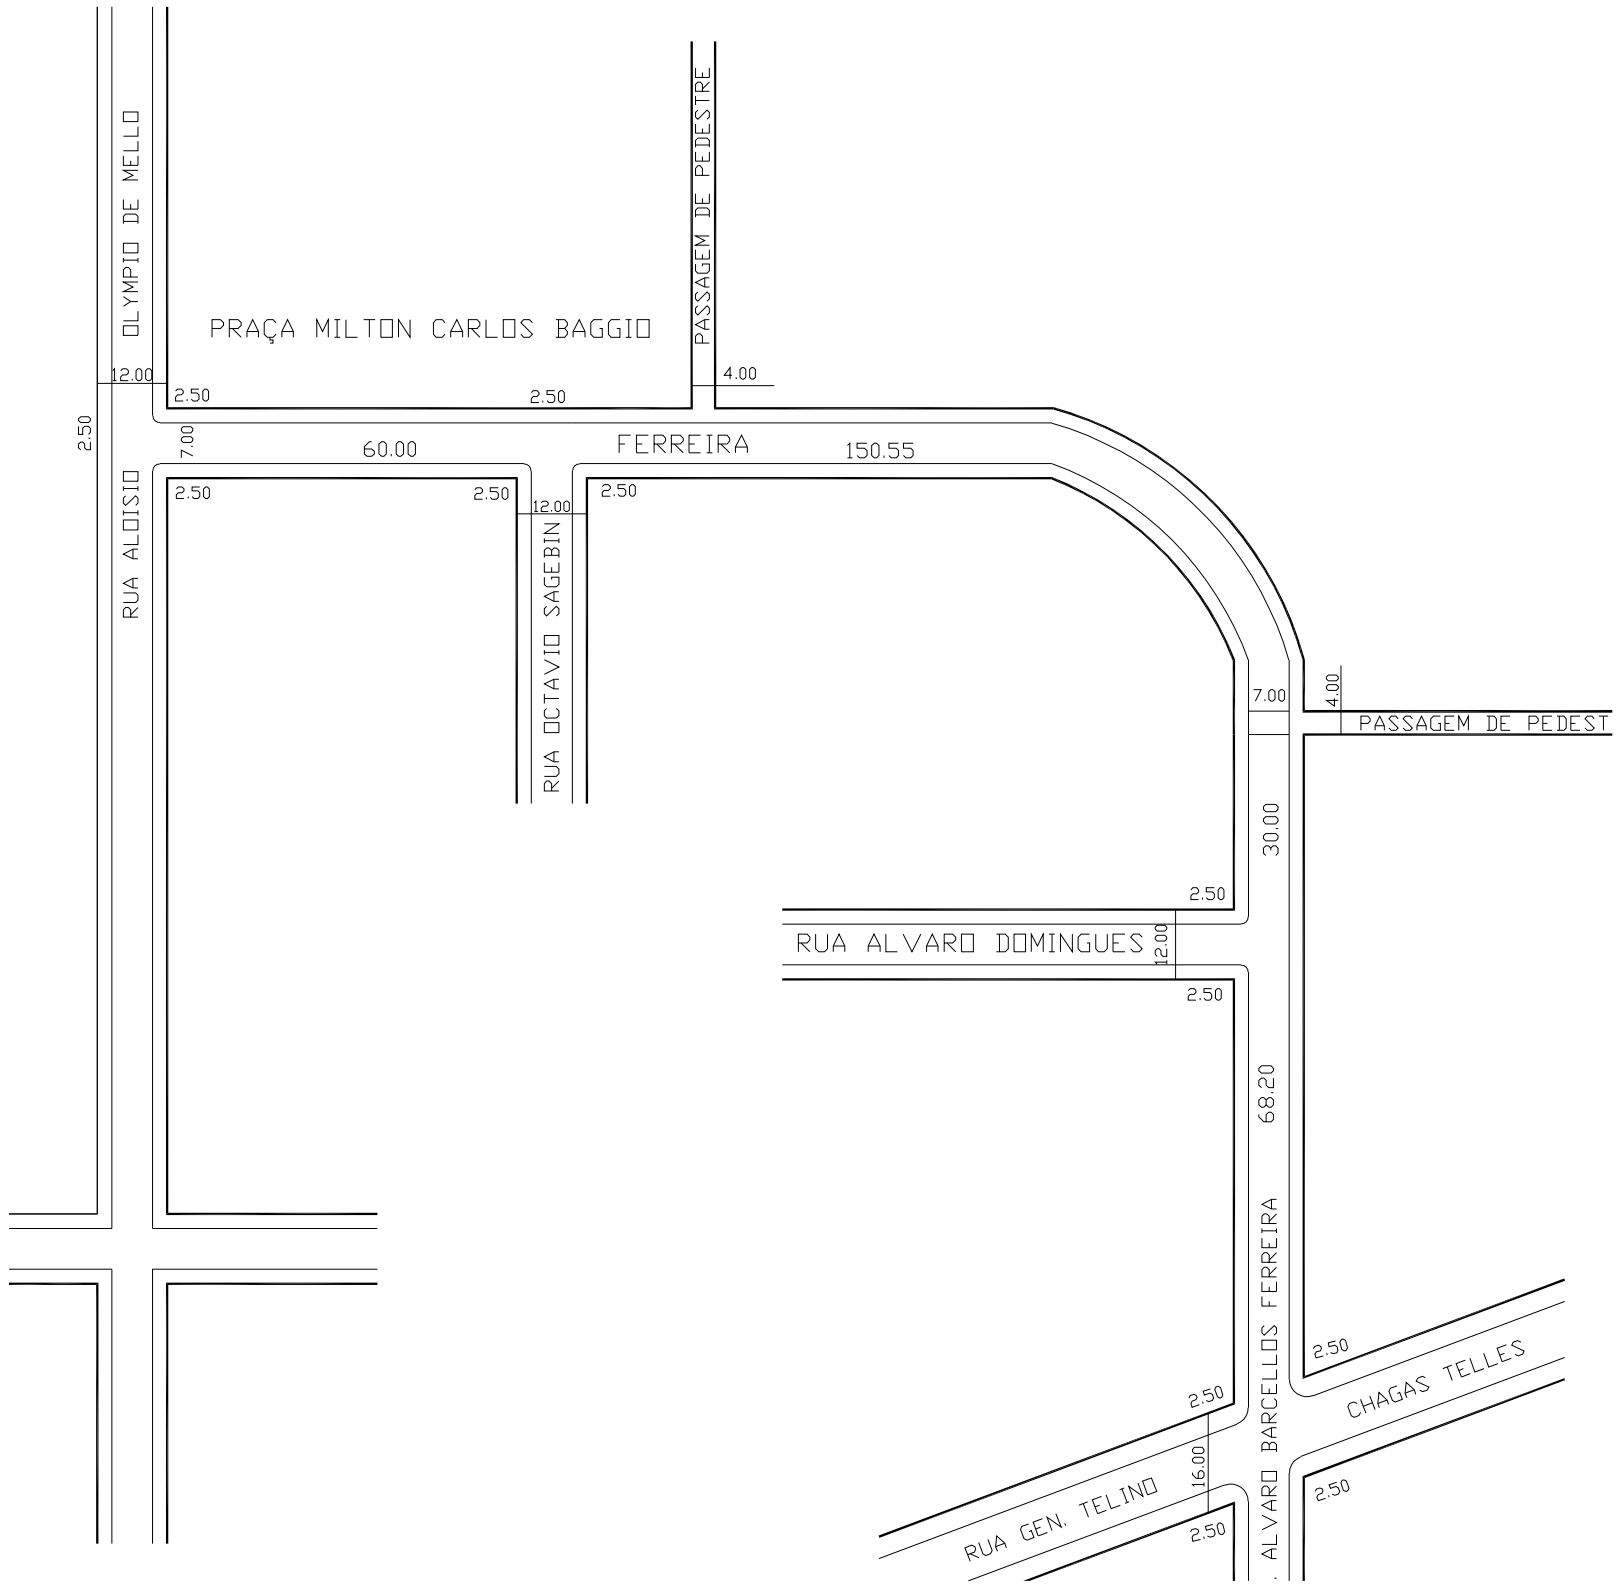 OLYMPIO DE MELLO
PASSAGEM DE PEDESTRE
PRAÇA MILTON CARLOS BAGGIO
12.00
4.00
2.50
2.50
2.50
7.00
60.00
FERREIRA
150.55
RUA ALOISIO
2.50
2.50
2.50
12.00
RUA OCTAVIO SAGEBIN
7.00
4.00
PASSAGEM DE PEDEST
30.00
2.50
RUA ALVARO DOMINGUES
12.00
2.50
68.20
. ALVARO BARCELLOS FERREIRA
2.50
CHAGAS TELLES
2.50
16.00
RUA GEN. TELINO
2.50
2.50